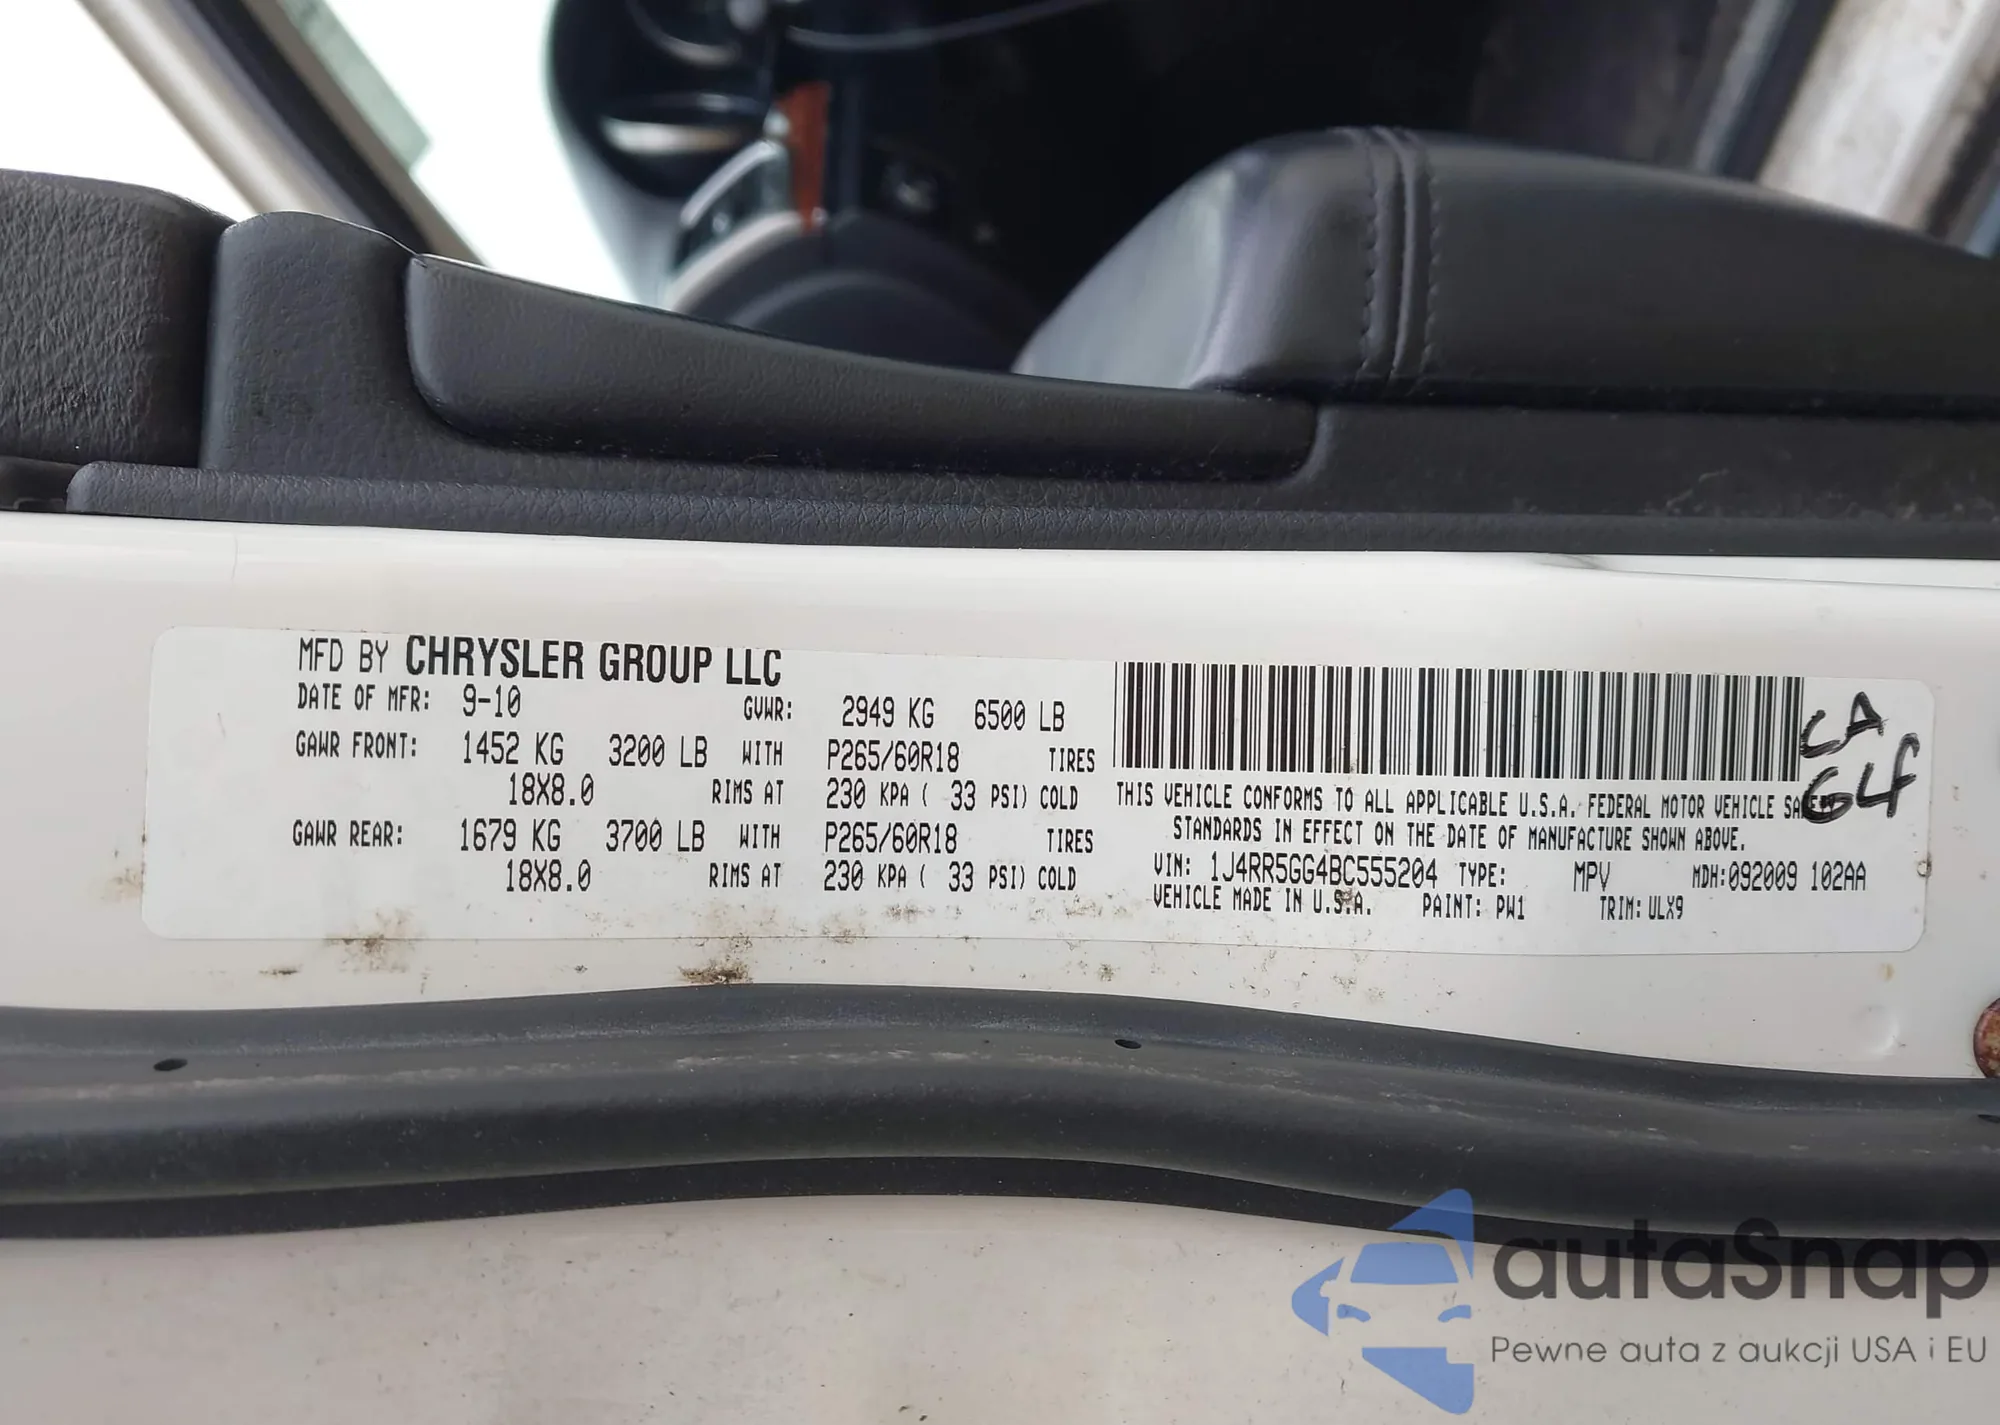 MFD BY CHRYSLER GROUP LLC
DATE OF MFR: 9-10 GVWR: 2949 KG 6500 LB
GAWR FRONT: 1452 KG 3200 LB WITH P265/60R18 TIRES
18X8.0 RIMS AT 230 KPA ( 33 PSI) COLD
GAWR REAR: 1679 KG 3700 LB WITH P265/60R18 TIRES
18X8.0 RIMS AT 230 KPA ( 33 PSI) COLD
THIS VEHICLE CONFORMS TO ALL APPLICABLE U.S.A. FEDERAL MOTOR VEHICLE SAFETY
STANDARDS IN EFFECT ON THE DATE OF MANUFACTURE SHOWN ABOVE.
VIN: 1J4RR5GG4BC555204 TYPE: MPV MDH:092009 102AA
VEHICLE MADE IN U.S.A. PAINT: PW1 TRIM: ULX9
autaSnap
Pewne auta z aukcji USA i EU